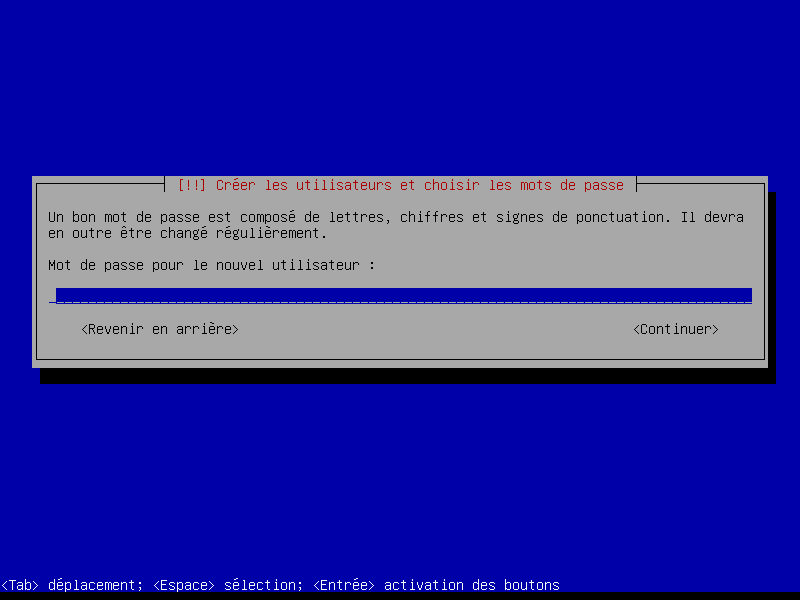 [!!] Créer les utilisateurs et choisir les mots de passe
Un bon mot de passe est composé de lettres, chiffres et signes de ponctuation. Il devra
en outre être changé régulièrement.
Mot de passe pour le nouvel utilisateur :
<Revenir en arrière> <Continuer>
<Tab> déplacement; <Espace> sélection; <Entrée> activation des boutons